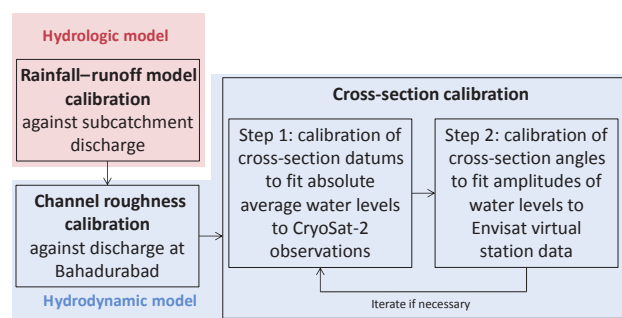 Hydrologic model
Rainfall–runoff model
calibration
against subcatchment
discharge
Channel roughness
calibration
against discharge at
Bahadurabad
Hydrodynamic model
Cross-section calibration
Step 1: calibration of
cross-section datums
to fit absolute
average water levels
to CryoSat-2
observations
Step 2: calibration of
cross-section angles
to fit amplitudes of
water levels to
Envisat virtual
station data
Iterate if necessary